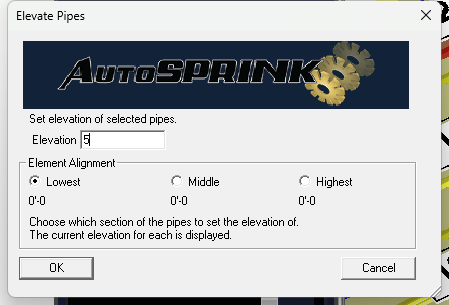 Elevate Pipes
AUTOSPRINK
Set elevation of selected pipes.
Elevation 5
Element Alignment
Lowest Middle Highest
0'-0 0'-0 0'-0
Choose which section of the pipes to set the elevation of.
The current elevation for each is displayed.
OK Cancel